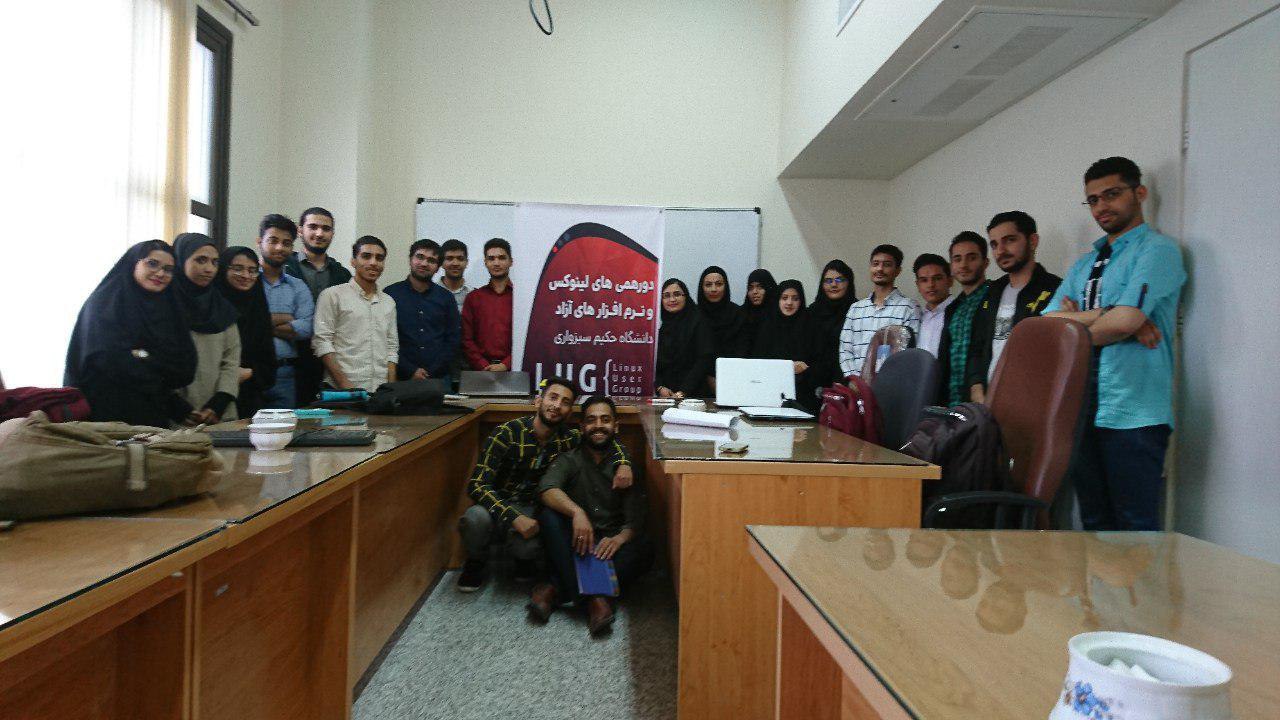 دورهمی های لینوکس
و نرم افزار های آزاد
دانشگاه حکیم سبزواری
LUG{
Linux
User
Group